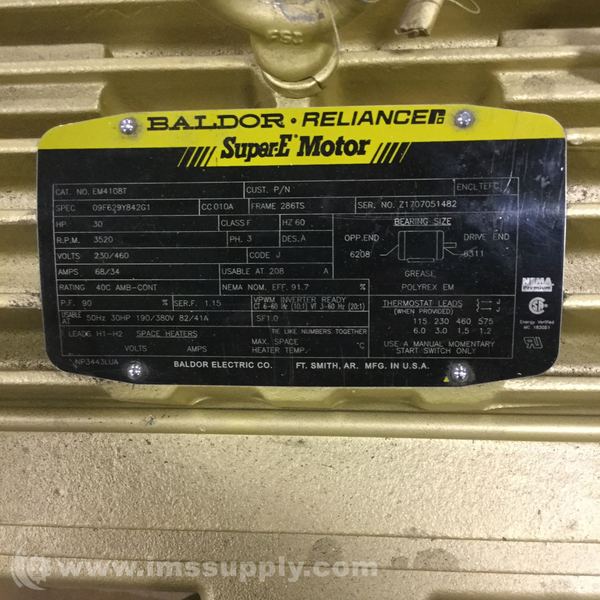 PSD
BALDOR • RELIANCE
Super-E® Motor
CAT. NO. EM4108T CUST. P/N ENCL TEFC
SPEC 09F629Y842G1 CC 010A FRAME 286TS SER. NO. Z1707051482
HP 30 CLASS F HZ 60 BEARING SIZE
R.P.M. 3520 PH. 3 DES. A OPP. END DRIVE END
VOLTS 230/460 CODE J 6208 6311
AMPS 68/34 USABLE AT 208 A GREASE
RATING 40C AMB-CONT NEMA NOM. EFF. 91.7 % POLYREX EM
P.F. 90 % SER.F. 1.15 VPWM INVERTER READY THERMOSTAT LEADS
CT 6-60 Hz (10:1) VT 3-60 Hz (20:1) (WHEN PROVIDED)
USABLE AT 50Hz 30HP 190/380V 82/41A SF1.0 115 230 460 575
6.0 3.0 1.5 1.2
LEADS H1-H2 SPACE HEATERS TIE LIKE NUMBERS TOGETHER
VOLTS AMPS MAX. SPACE HEATER TEMP. °C USE A MANUAL MOMENTARY
START SWITCH ONLY
NP3443LUA BALDOR ELECTRIC CO. FT. SMITH, AR. MFG. IN U.S.A.
NEMA
Premium
Energy Verified
www.imssupply.com